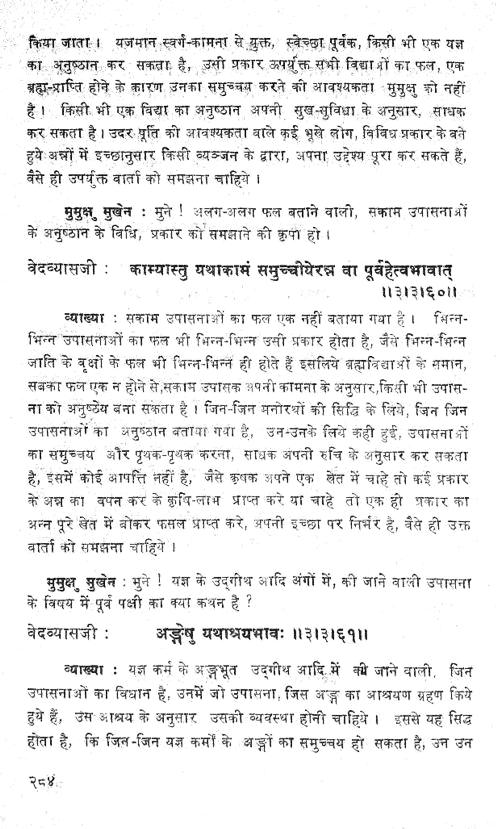 किया जाता। यजमान स्वर्ग-कामना से युक्त, स्वेच्छा पूर्वक, किसी भी एक यज्ञ
का अनुष्ठान कर सकता है, उसी प्रकार उपर्युक्त सभी विद्याओं का फल, एक
ब्रह्म-प्राप्ति होने के कारण उनका समुच्चय करने की आवश्यकता मुमुक्षु को नहीं
है। किसी भी एक विद्या का अनुष्ठान अपनी सुख-सुविधा के अनुसार, साधक
कर सकता है। उदर पूर्ति की आवश्यकता वाले कई भूखे लोग, विविध प्रकार के बने
हुये अन्नों में इच्छानुसार किसी व्यञ्जन के द्वारा, अपना उद्देश्य पूरा कर सकते हैं,
वैसे ही उपर्युक्त वार्ता को समझना चाहिये।
मुमुक्षु मुखेन : मुने! अलग-अलग फल बताने वाली, सकाम उपासनाओं
के अनुष्ठान के विधि, प्रकार को समझाने की कृपा हो।
वेदव्यासजी : काम्यास्तु यथाकामं समुच्चीयेरन्न वा पूर्वहेत्वभावात्
॥३।३।६०॥
व्याख्या : सकाम उपासनाओं का फल एक नहीं बताया गया है। भिन्न-
भिन्न उपासनाओं का फल भी भिन्न-भिन्न उसी प्रकार होता है, जैसे भिन्न-भिन्न
जाति के वृक्षों के फल भी भिन्न-भिन्न ही होते हैं इसलिये ब्रह्मविद्याओं के समान,
सबका फल एक न होने से,सकाम उपासक अपनी कामना के अनुसार,किसी भी उपास-
ना को अनुष्ठेय बना सकता है। जिन-जिन मनोरथों की सिद्धि के लिये, जिन जिन
उपासनाओं का अनुष्ठान बताया गया है, उन-उनके लिये कही हुई, उपासनाओं
का समुच्चय और पृथक-पृथक करना, साधक अपनी रुचि के अनुसार कर सकता
है, इसमें कोई आपत्ति नहीं है, जैसे कृषक अपने एक खेत में चाहे तो कई प्रकार
के अन्न का वपन कर के कृषि-लाभ प्राप्त करे या चाहे तो एक ही प्रकार का
अन्न पूरे खेत में बोकर फसल प्राप्त करे, अपनी इच्छा पर निर्भर है, वैसे ही उक्त
वार्ता को समझना चाहिये।
मुमुक्षु मुखेन : मुने! यज्ञ के उद्‌गीथ आदि अंगों में, की जाने वाली उपासना
के विषय में पूर्व पक्षी का क्या कथन है?
वेदव्यासजी : अङ्गेषु यथाश्रयभावः ॥३।३।६१॥
व्याख्या : यज्ञ कर्म के अङ्गभूत उद्‌गीथ आदि में की जाने वाली, जिन
उपासनाओं का विधान है, उनमें जो उपासना, जिस अङ्ग का आश्रयण ग्रहण किये
हुये हैं, उस आश्रय के अनुसार उसकी व्यवस्था होनी चाहिये। इससे यह सिद्ध
होता है, कि जिन-जिन यज्ञ कर्मों के अङ्गों का समुच्चय हो सकता है, उन उन
२८४